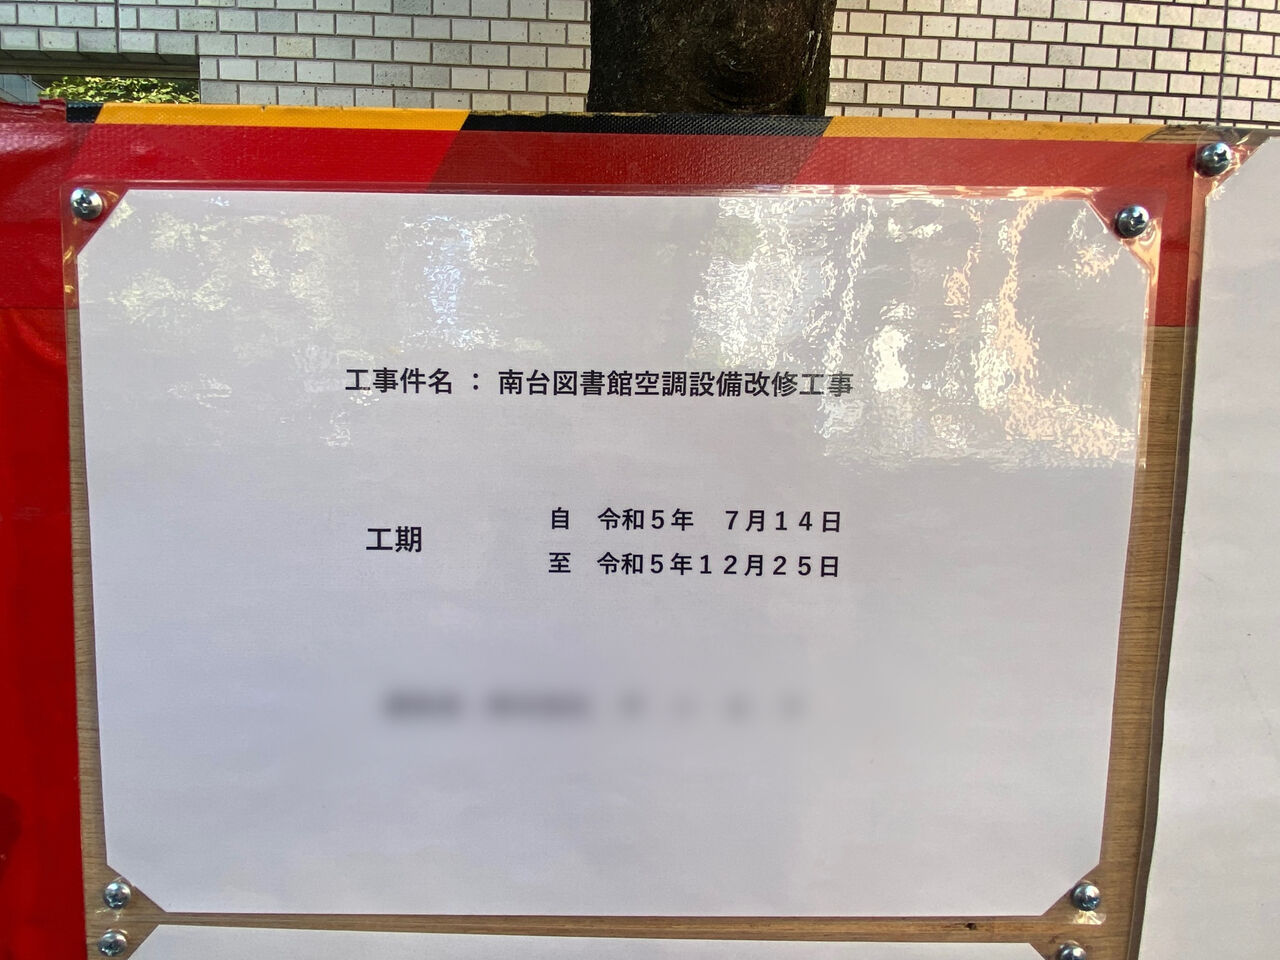 工事件名 ： 南台図書館空調設備改修工事
工期
自　令和５年　７月１４日
至　令和５年１２月２５日